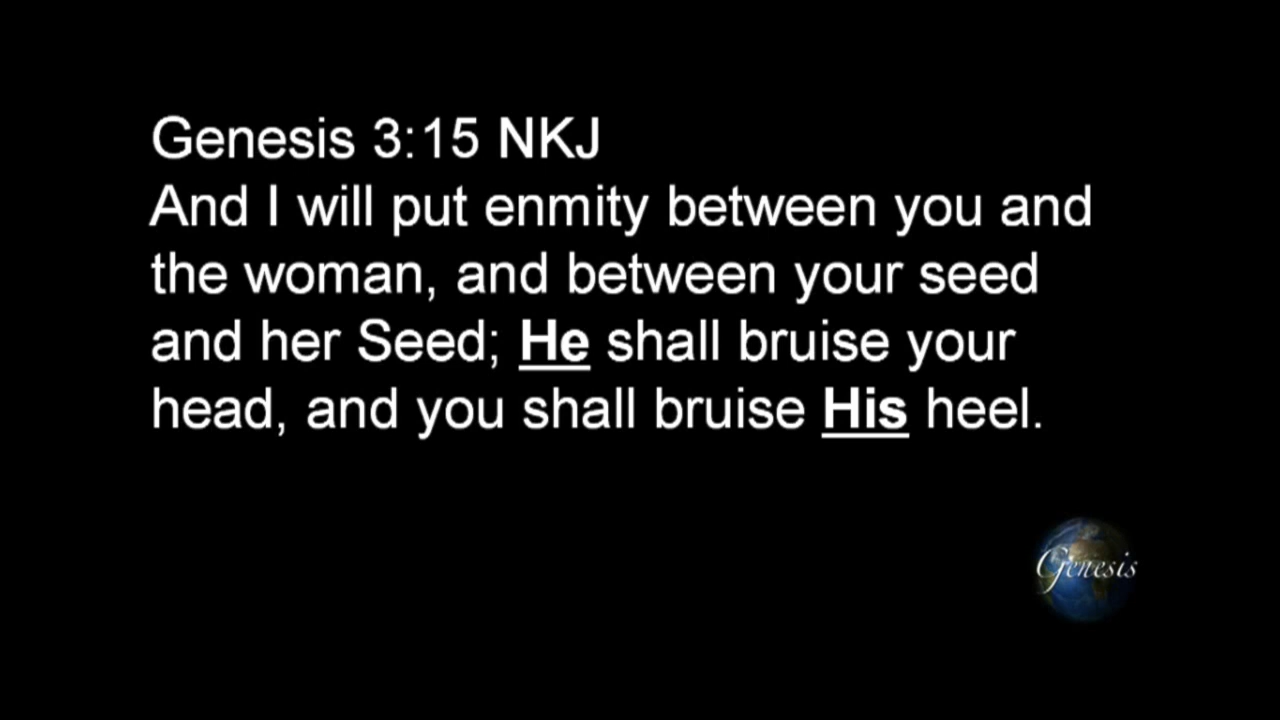 Genesis 3:15 NKJ
And I will put enmity between you and
the woman, and between your seed
and her Seed; He shall bruise your
head, and you shall bruise His heel.
Genesis